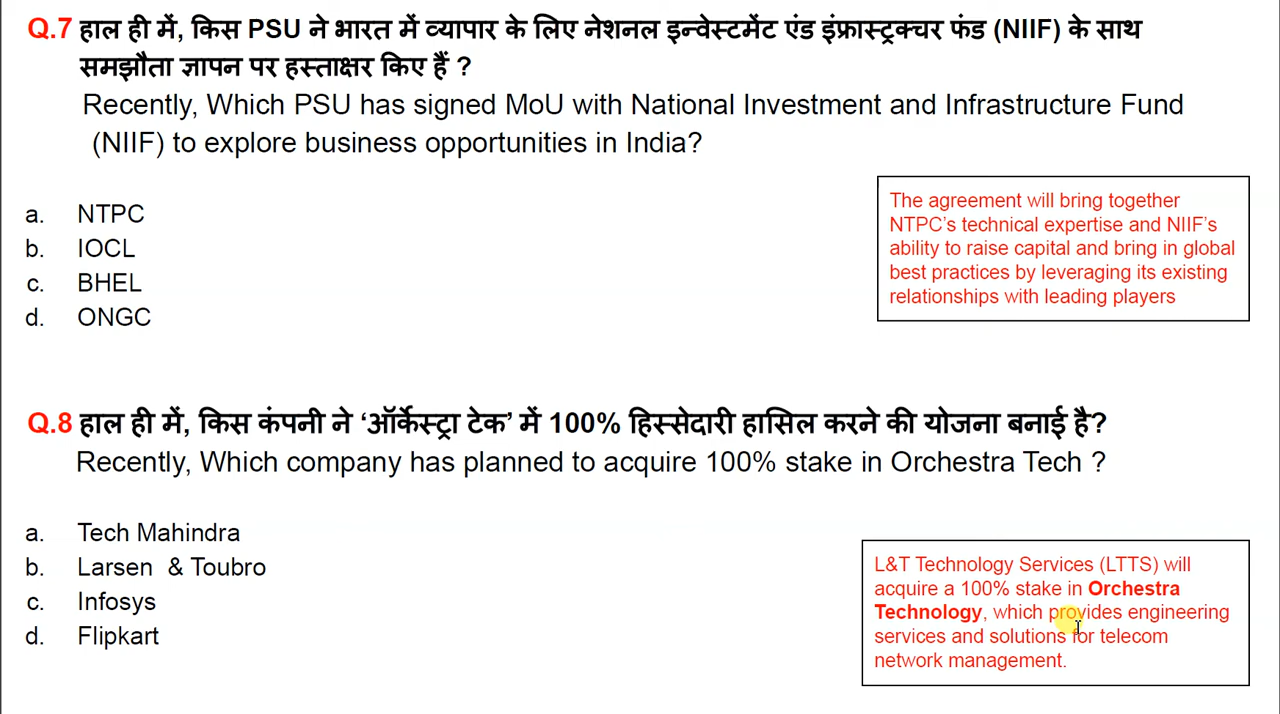 Q.7 हाल ही में, किस PSU ने भारत में व्यापार के लिए नेशनल इन्वेस्टमेंट एंड इंफ्रास्ट्रक्चर फंड (NIIF) के साथ
समझौता ज्ञापन पर हस्ताक्षर किए हैं ?
Recently, Which PSU has signed MoU with National Investment and Infrastructure Fund
(NIIF) to explore business opportunities in India?
a. NTPC
b. IOCL
c. BHEL
d. ONGC
The agreement will bring together
NTPC's technical expertise and NIIF's
ability to raise capital and bring in global
best practices by leveraging its existing
relationships with leading players
Q.8 हाल ही में, किस कंपनी ने ‘ऑर्केस्ट्रा टेक’ में 100% हिस्सेदारी हासिल करने की योजना बनाई है?
Recently, Which company has planned to acquire 100% stake in Orchestra Tech ?
a. Tech Mahindra
b. Larsen & Toubro
c. Infosys
d. Flipkart
L&T Technology Services (LTTS) will
acquire a 100% stake in Orchestra
Technology, which provides engineering
services and solutions for telecom
network management.